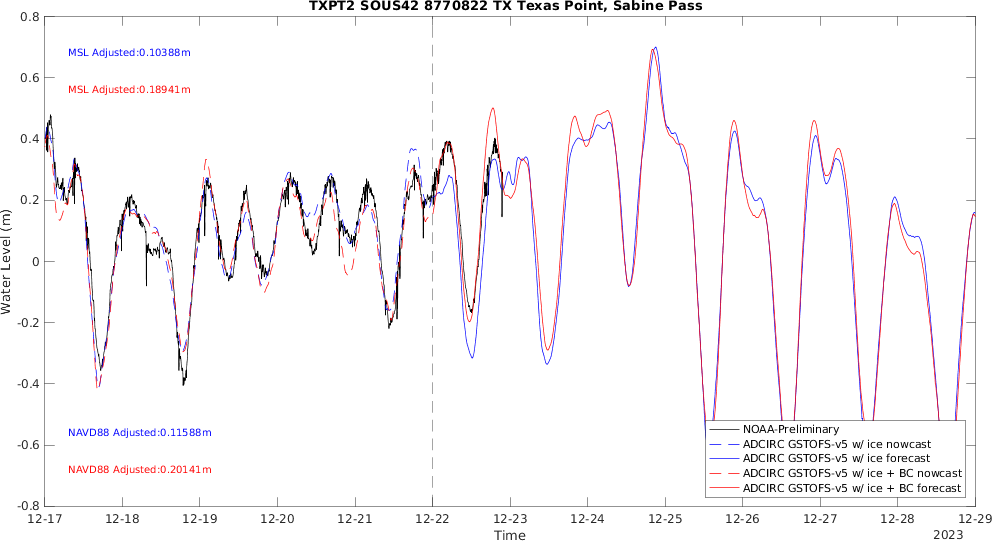 TXPT2 SOUS42 8770822 TX Texas Point, Sabine Pass
0.8
0.6
0.4
0.2
0
-0.2
-0.4
-0.6
-0.8
Water Level (m)
MSL Adjusted:0.10388m
MSL Adjusted:0.18941m
NAVD88 Adjusted:0.11588m
NAVD88 Adjusted:0.20141m
NOAA-Preliminary
ADCIRC GSTOFS-v5 w/ ice nowcast
ADCIRC GSTOFS-v5 w/ ice forecast
ADCIRC GSTOFS-v5 w/ ice + BC nowcast
ADCIRC GSTOFS-v5 w/ ice + BC forecast
12-17 12-18 12-19 12-20 12-21 12-22 12-23 12-24 12-25 12-26 12-27 12-28 12-29
Time
2023